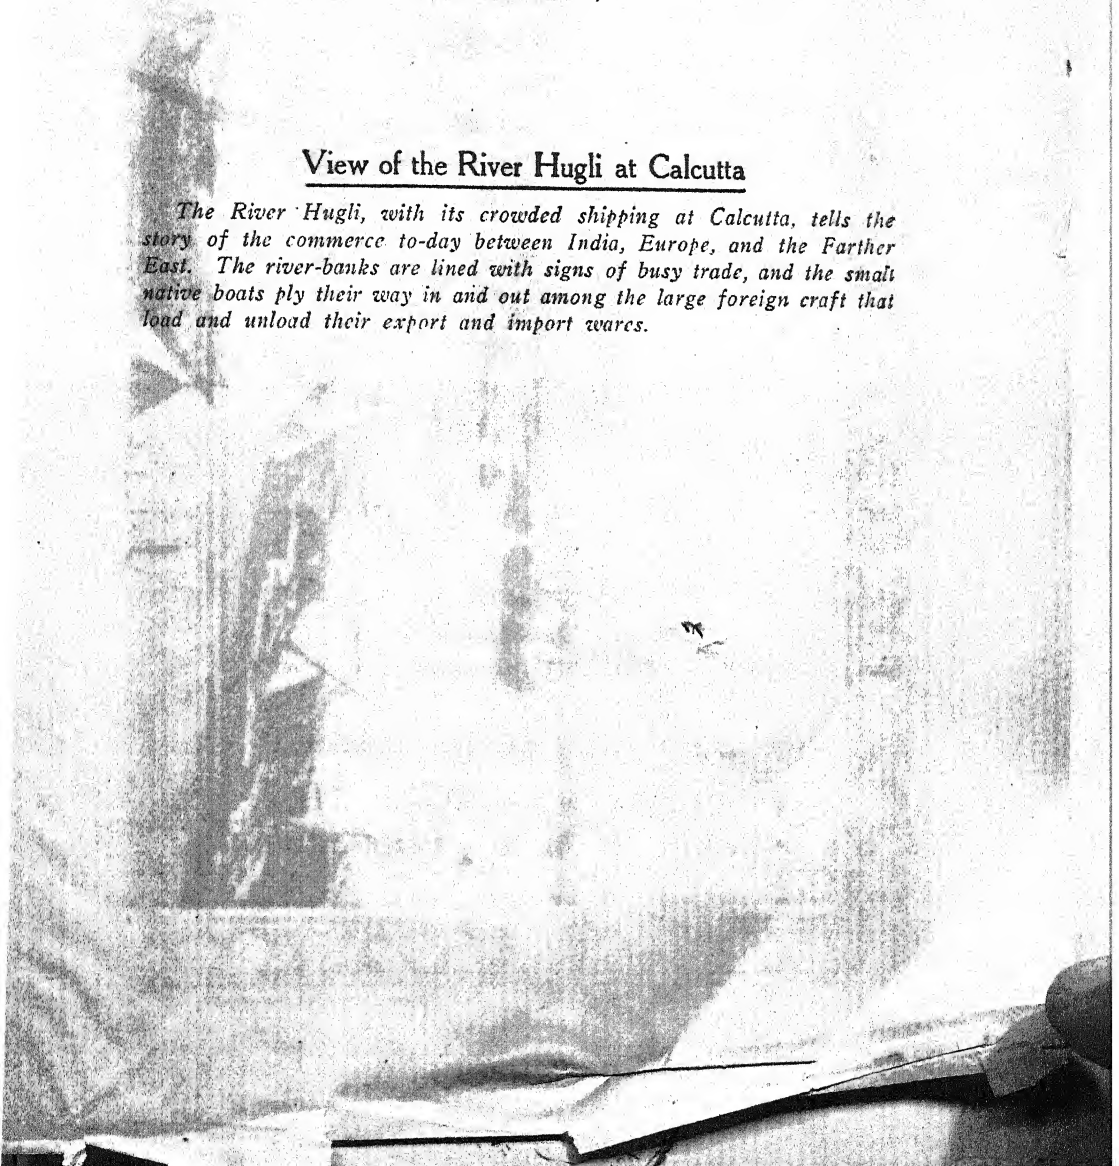 View of the River Hugli at Calcutta
The River Hugli, with its crowded shipping at Calcutta, tells the
story of the commerce to-day between India, Europe, and the Farther
East. The river-banks are lined with signs of busy trade, and the small
native boats ply their way in and out among the large foreign craft that
load and unload their export and import wares.